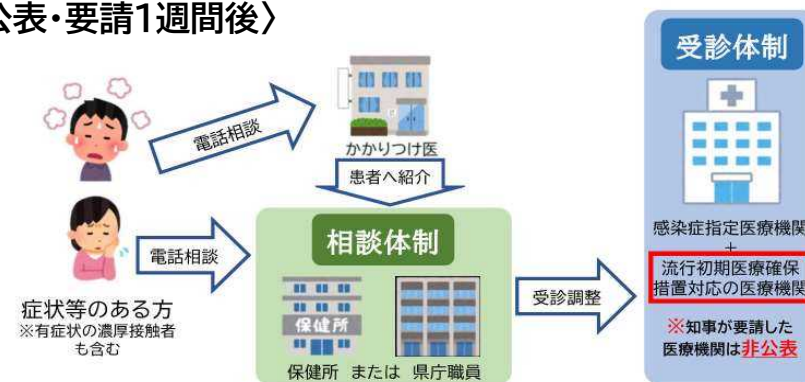 公表・要請1週間後〉
受診体制
電話相談
かかりつけ医
患者へ紹介
相談体制
電話相談
症状等のある方
※有症状の濃厚接触者
も含む
保健所
保健所 または 県庁職員
受診調整
感染症指定医療機関
+
流行初期医療確保
措置対応の医療機関
※知事が要請した
医療機関は非公表